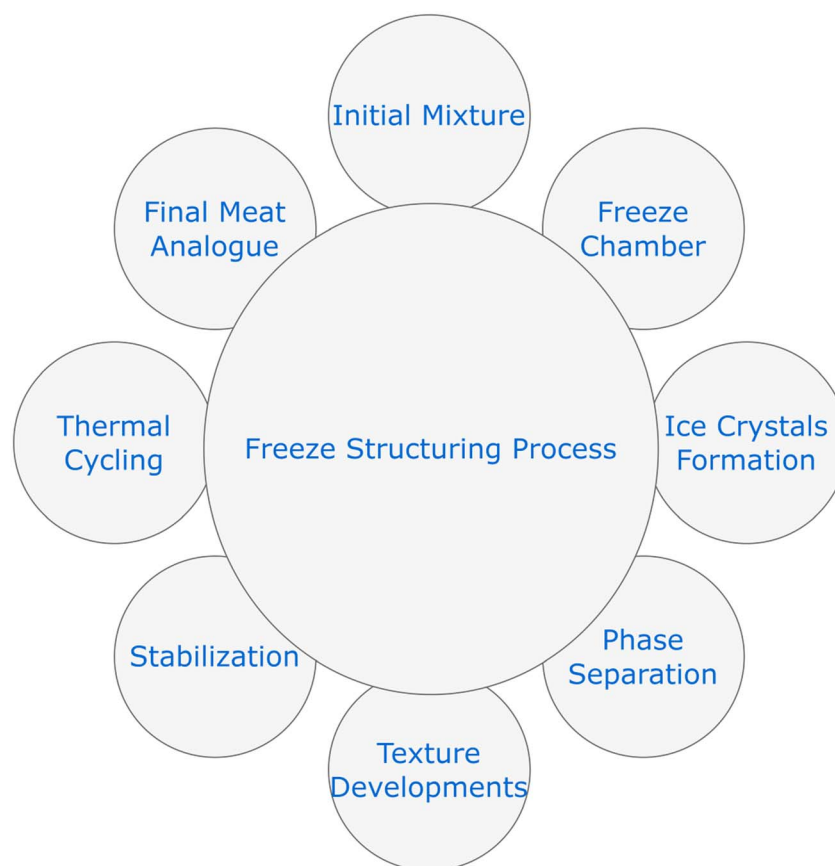 Initial Mixture
Freeze
Chamber
Ice Crystals
Formation
Phase
Separation
Texture
Developments
Stabilization
Thermal
Cycling
Final Meat
Analogue
Freeze Structuring Process